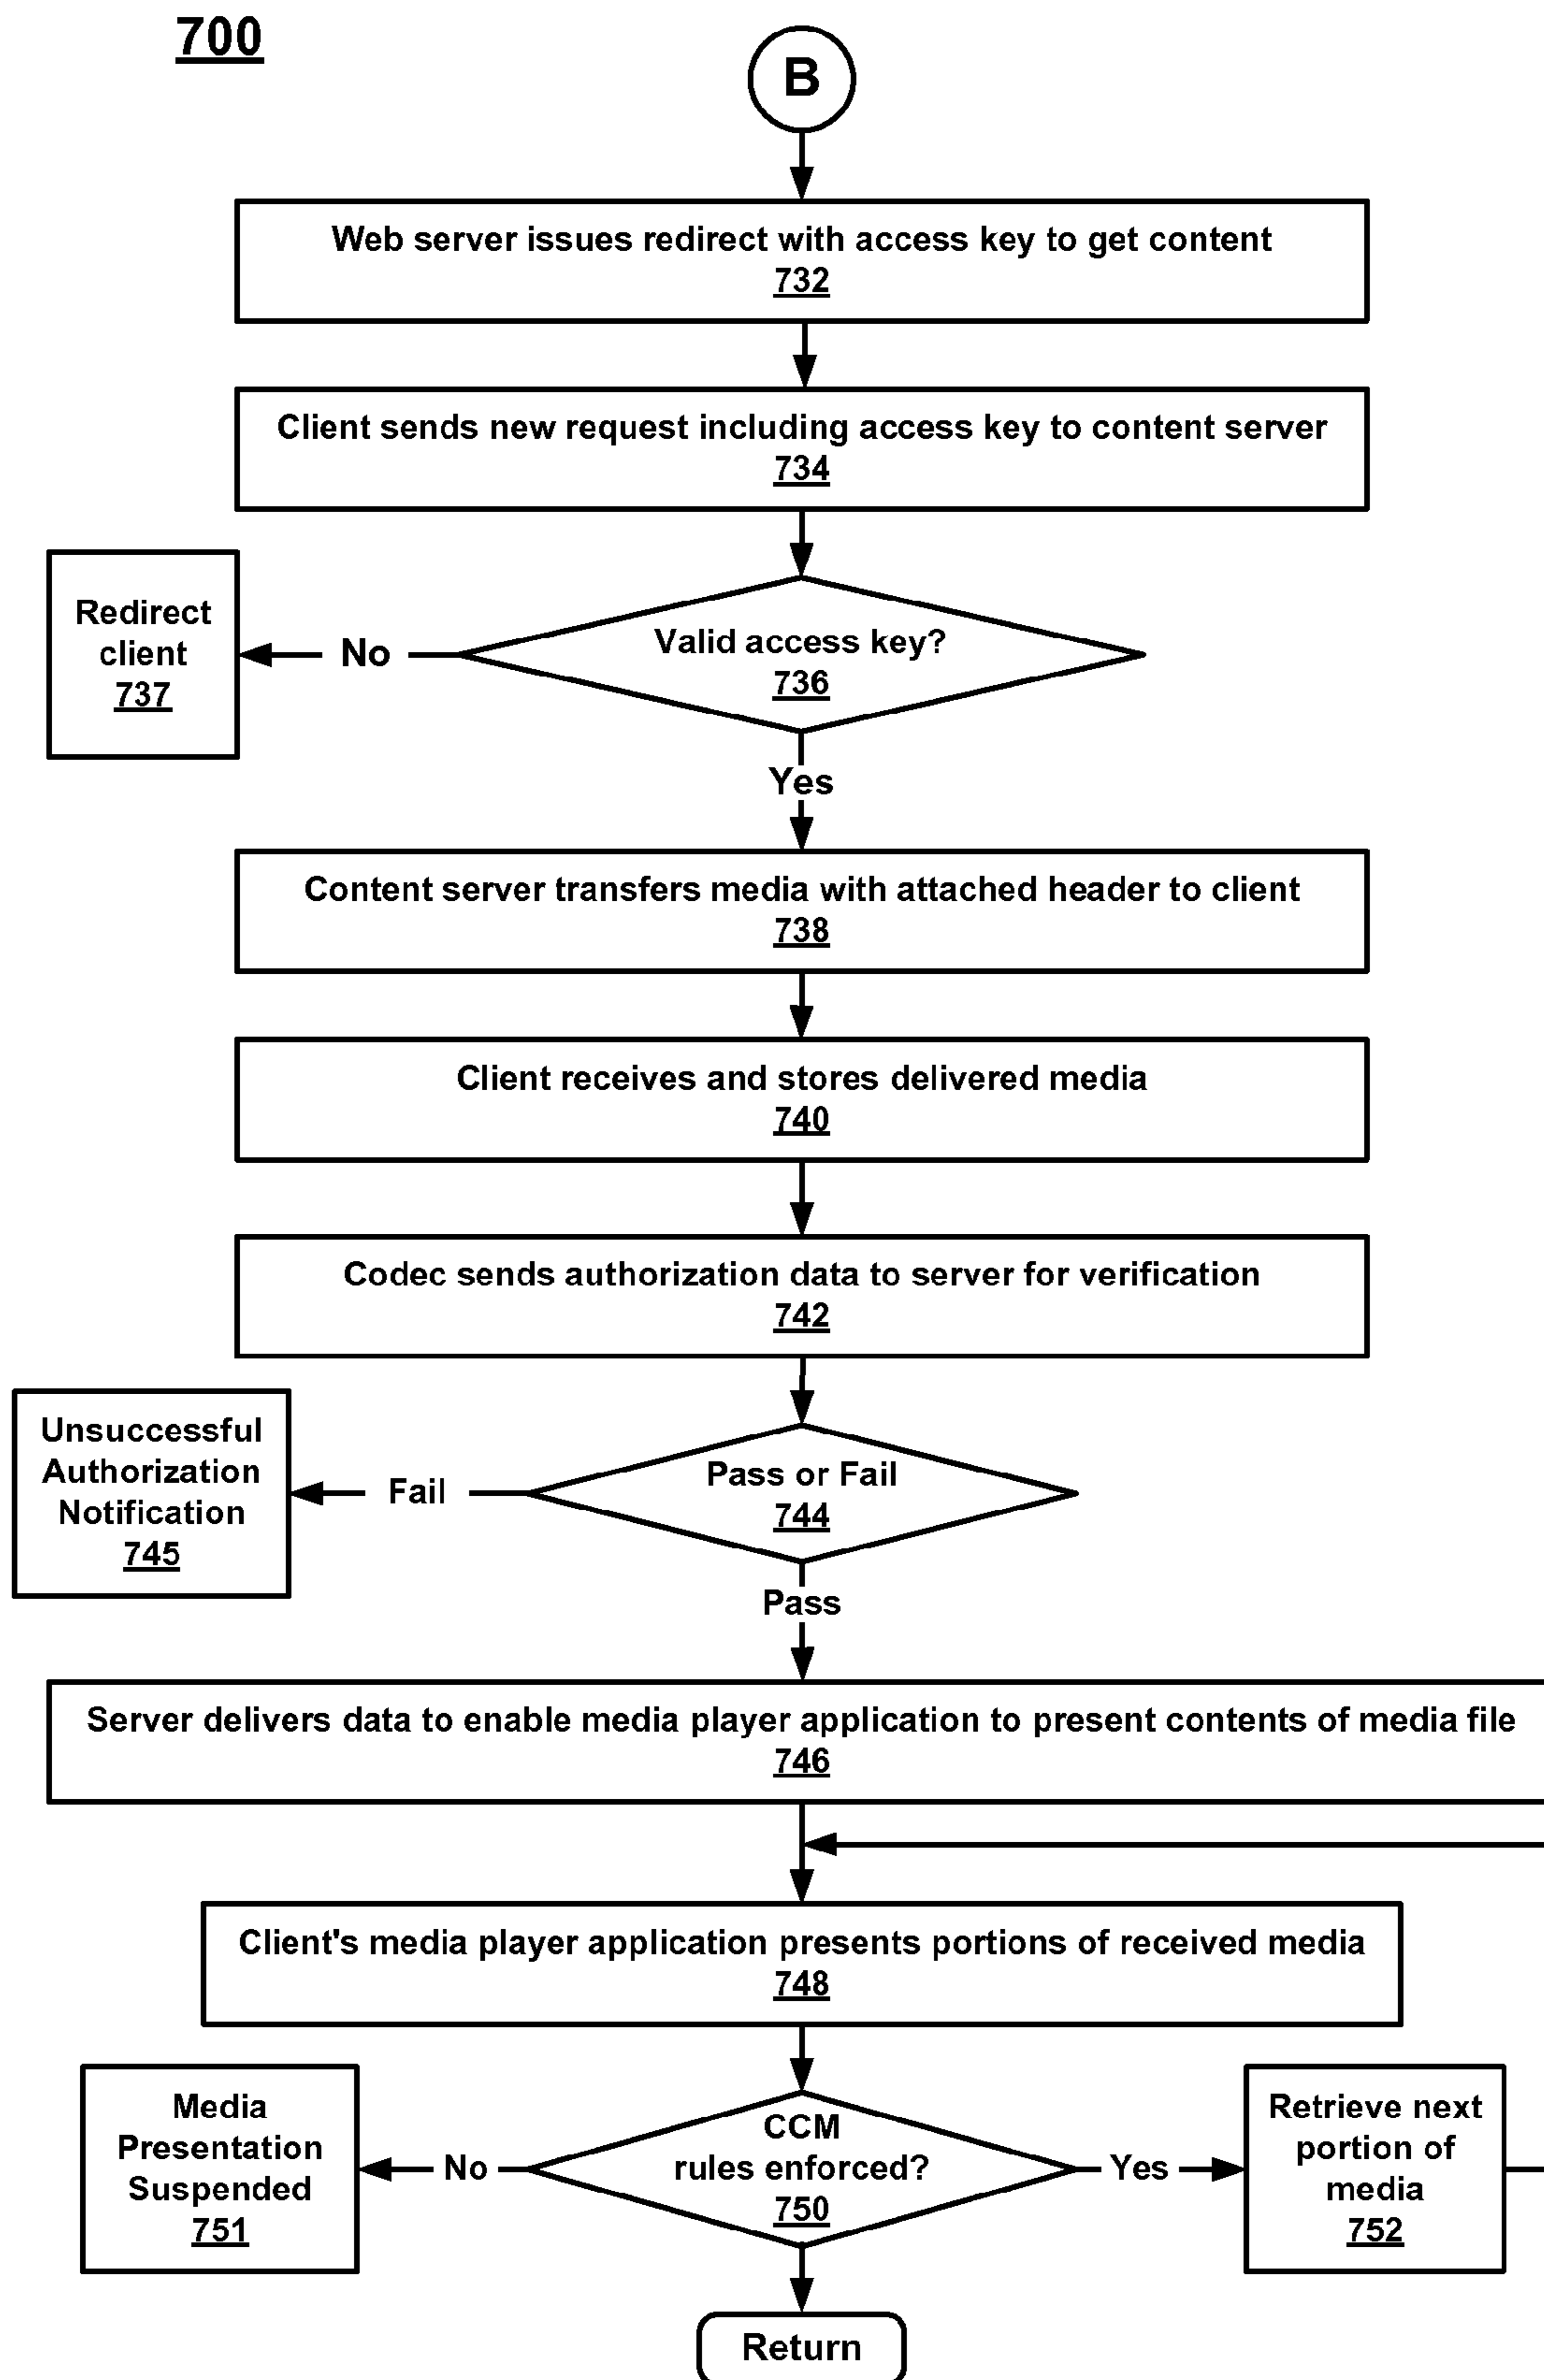 700
B
Web server issues redirect with access key to get content
732
Client sends new request including access key to content server
734
Redirect
client
737
No
Valid access key?
736
Yes
Content server transfers media with attached header to client
738
Client receives and stores delivered media
740
Codec sends authorization data to server for verification
742
Unsuccessful
Authorization
Notification
745
Fail
Pass or Fail
744
Pass
Server delivers data to enable media player application to present contents of media file
746
Client's media player application presents portions of received media
748
Media
Presentation
Suspended
751
No
CCM
rules enforced?
750
Yes
Retrieve next
portion of
media
752
Return